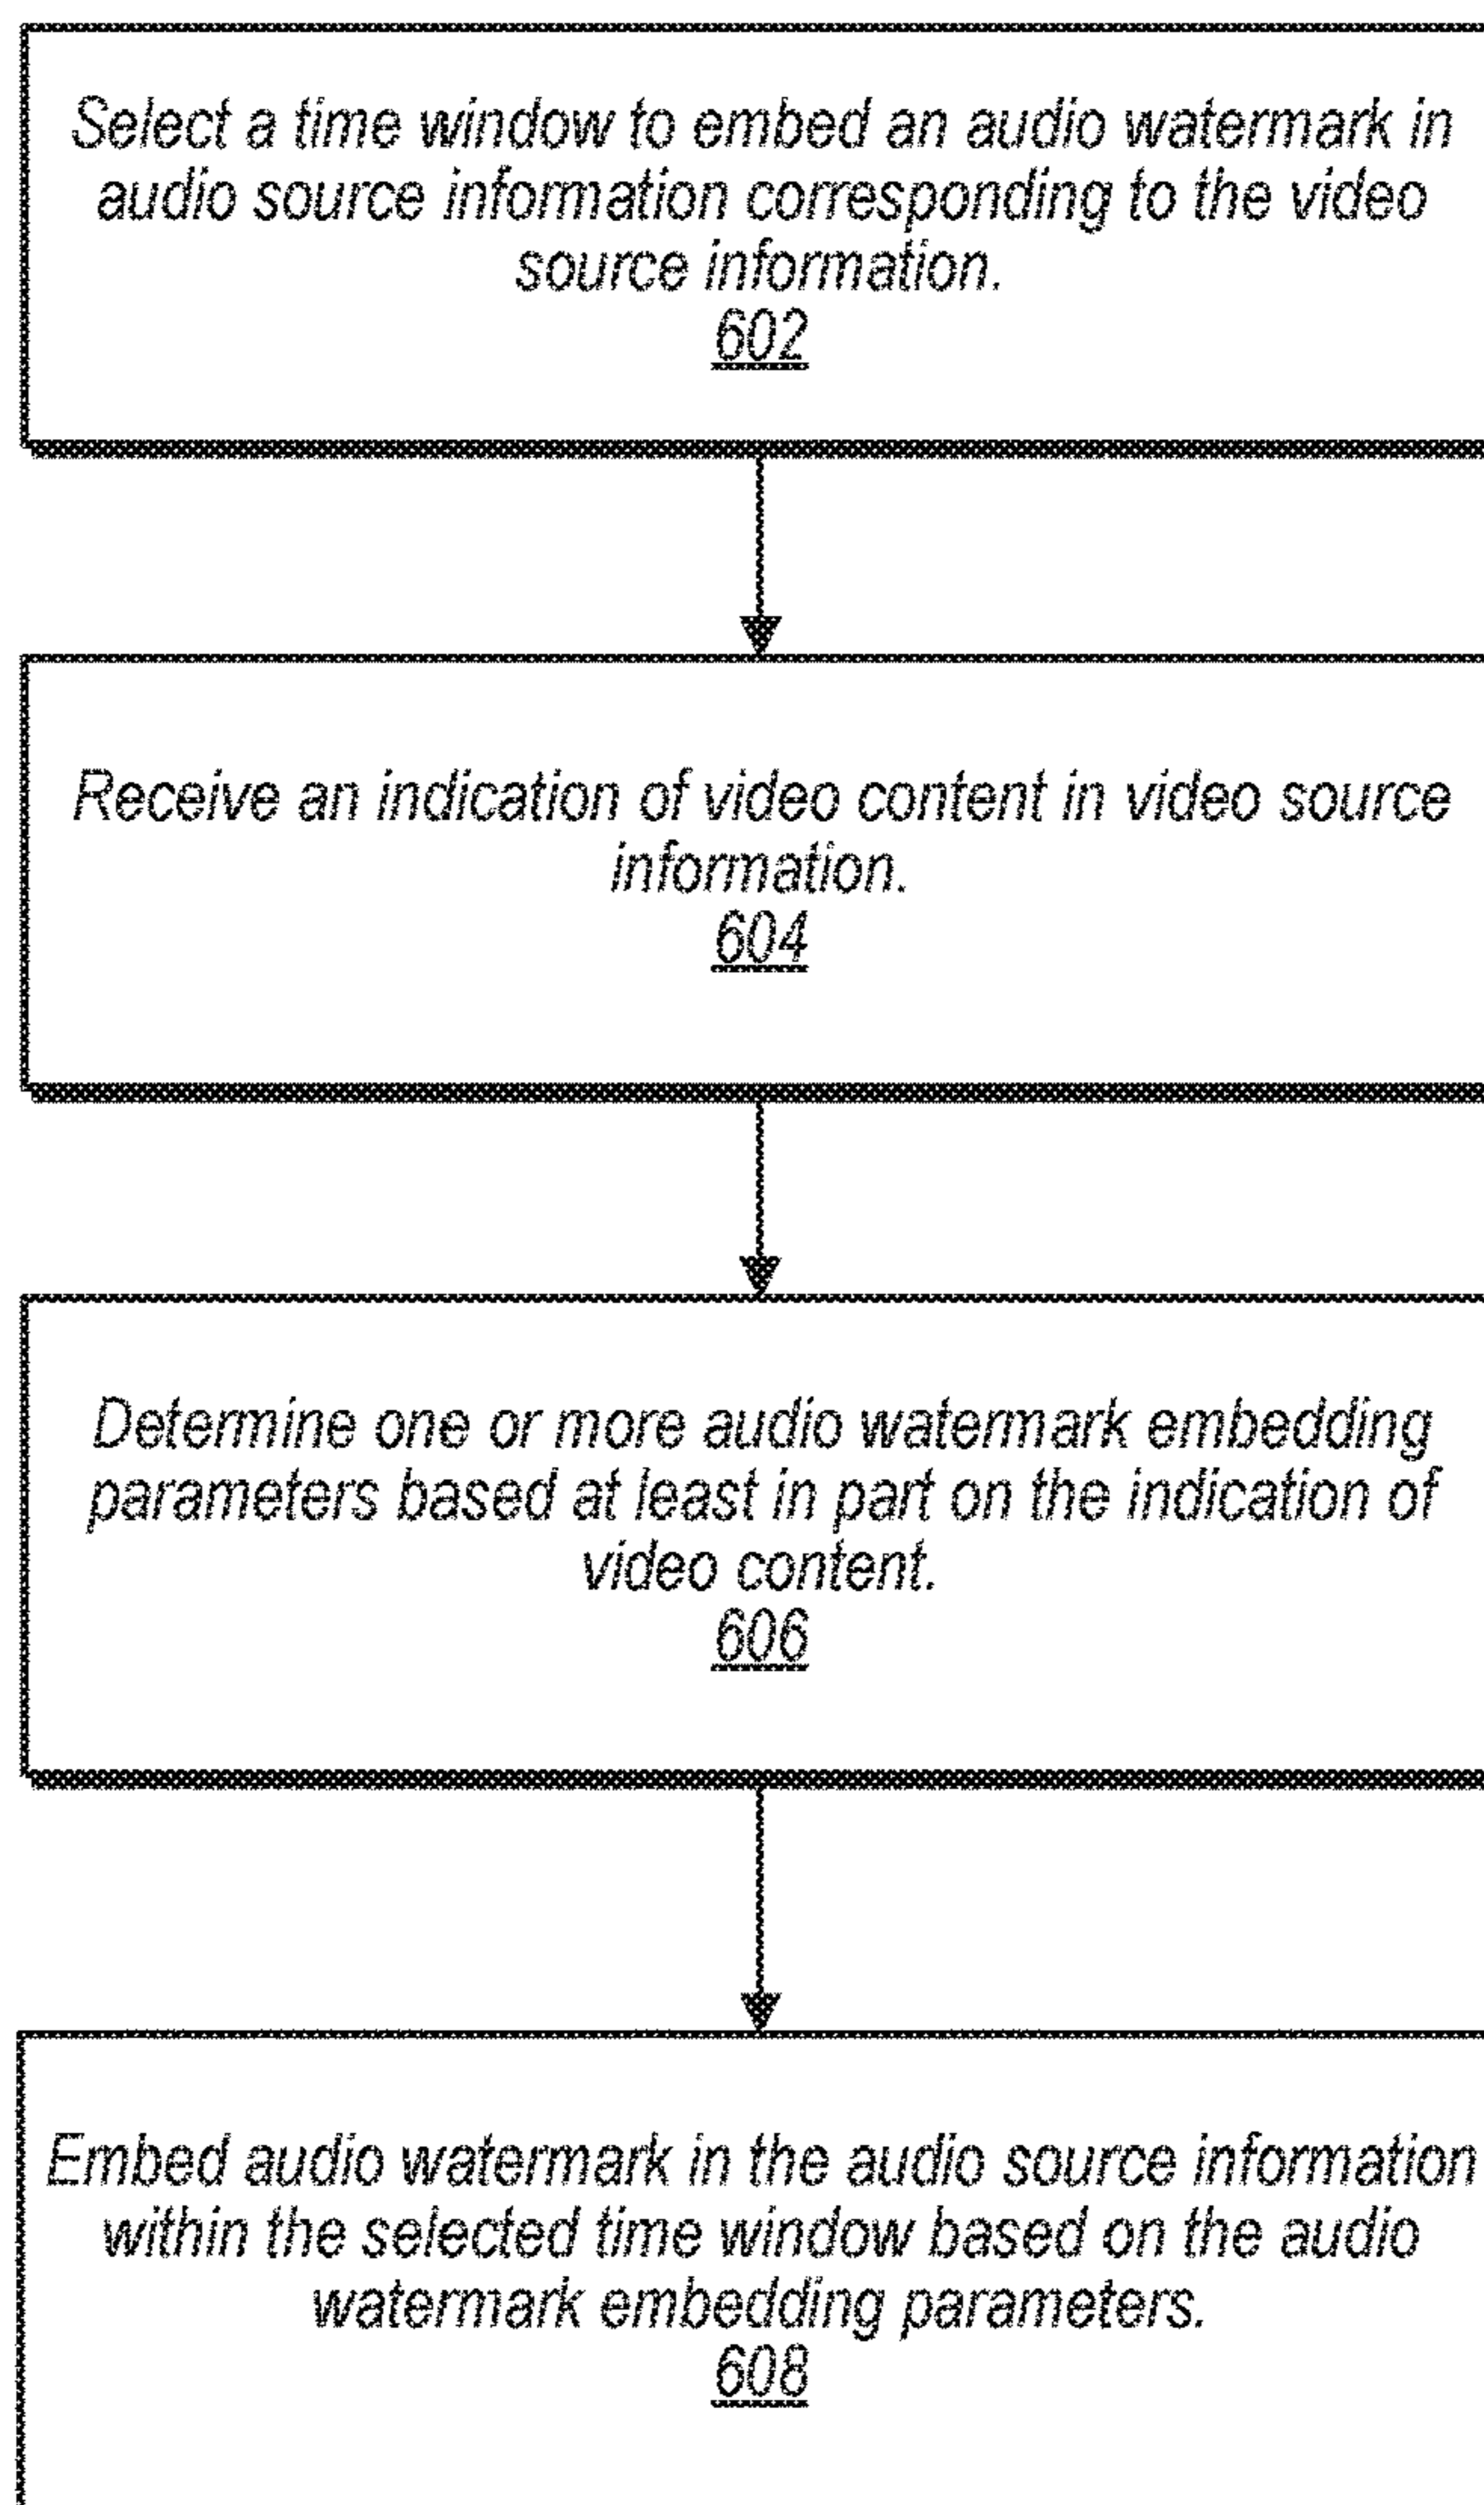 Select a time window to embed an audio watermark in
audio source information corresponding to the video
source information.
602
Receive an indication of video content in video source
information.
604
Determine one or more audio watermark embedding
parameters based at least in part on the indication of
video content.
606
Embed audio watermark in the audio source information
within the selected time window based on the audio
watermark embedding parameters.
608